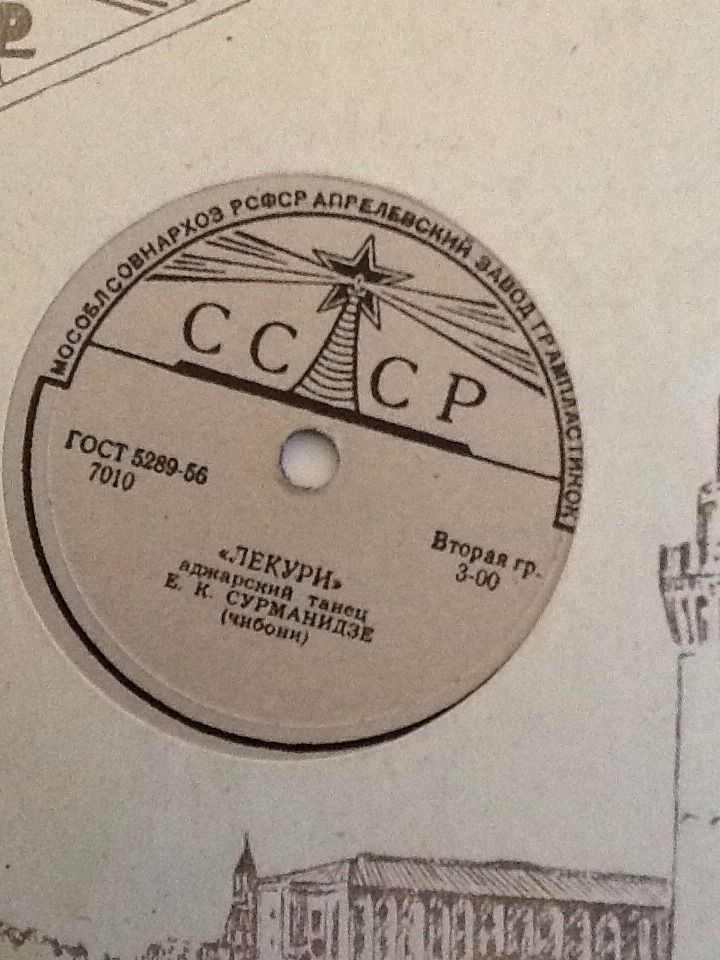 МОСОБЛСОВНАРХОЗ РСФСР АПРЕЛЕВСКИЙ ЗАВОД ГРАМПЛАСТИНОК
СССР
ГОСТ 5289-56
7010
Вторая гр.
3-00
«ЛЕКУРИ»
аджарский танец
Е. К. СУРМАНИДЗЕ
(чибони)